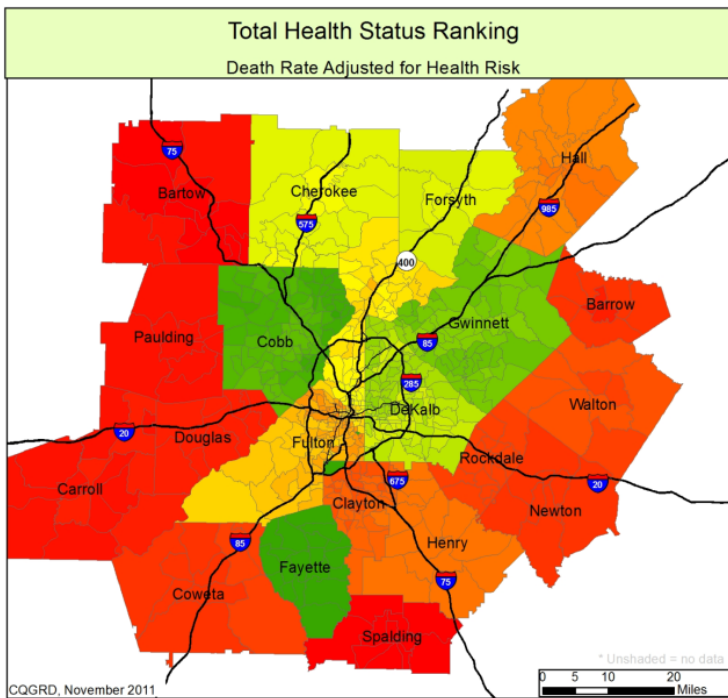 Total Health Status Ranking
Death Rate Adjusted for Health Risk
75
Hall
Bartow
Cherokee
Forsyth
575
985
400
Barrow
Gwinnett
Paulding
Cobb
85
285
DeKalb
Walton
20
Douglas
Fulton
Rockdale
Carroll
675
20
Clayton
Newton
85
Henry
Fayette
75
Coweta
Spalding
* Unshaded = no data
CQGRD, November 2011
0 5 10 20
Miles